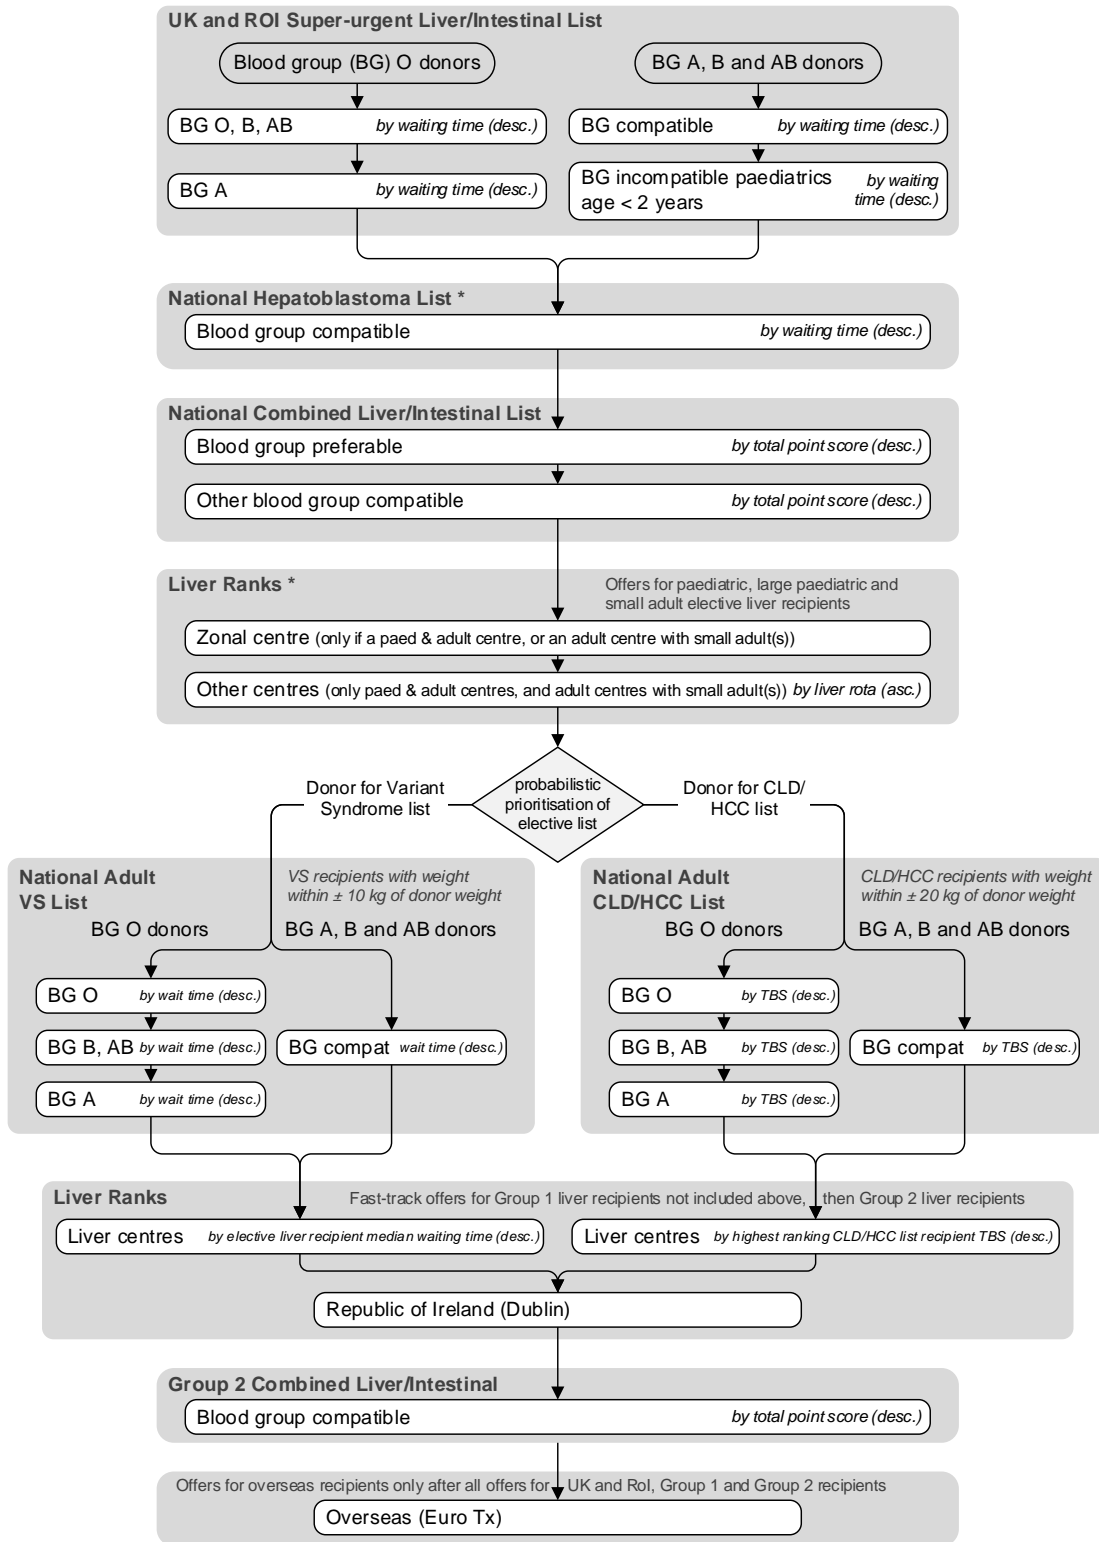 UK and ROI Super-urgent Liver/Intestinal List
Blood group (BG) O donors
BG A, B and AB donors
BG O, B, AB by waiting time (desc.)
BG compatible by waiting time (desc.)
BG A by waiting time (desc.)
BG incompatible paediatrics by waiting
age < 2 years time (desc.)
National Hepatoblastoma List *
Blood group compatible by waiting time (desc.)
National Combined Liver/Intestinal List
Blood group preferable by total point score (desc.)
Other blood group compatible by total point score (desc.)
Liver Ranks *
Offers for paediatric, large paediatric and
small adult elective liver recipients
Zonal centre (only if a paed & adult centre, or an adult centre with small adult(s))
Other centres (only paed & adult centres, and adult centres with small adult(s)) by liver rota (asc.)
probabilistic
prioritisation of
elective list
Donor for Variant
Syndrome list
Donor for CLD/
HCC list
National Adult
VS List
VS recipients with weight
within ± 10 kg of donor weight
BG O donors
BG A, B and AB donors
BG O by wait time (desc.)
BG B, AB by wait time (desc.)
BG compat wait time (desc.)
BG A by wait time (desc.)
National Adult
CLD/HCC List
CLD/HCC recipients with weight
within ± 20 kg of donor weight
BG O donors
BG A, B and AB donors
BG O by TBS (desc.)
BG B, AB by TBS (desc.)
BG compat by TBS (desc.)
BG A by TBS (desc.)
Liver Ranks
Fast-track offers for Group 1 liver recipients not included above, then Group 2 liver recipients
Liver centres by elective liver recipient median waiting time (desc.)
Liver centres by highest ranking CLD/HCC list recipient TBS (desc.)
Republic of Ireland (Dublin)
Group 2 Combined Liver/Intestinal
Blood group compatible by total point score (desc.)
Offers for overseas recipients only after all offers for UK and RoI, Group 1 and Group 2 recipients
Overseas (Euro Tx)